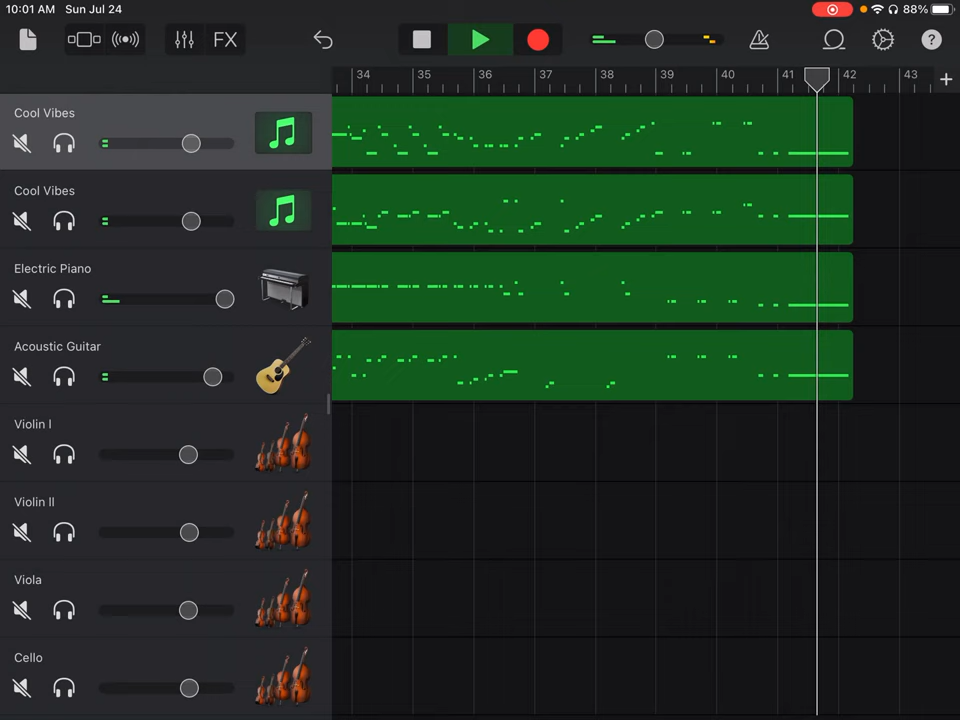 10:01 AM Sun Jul 24
88%
FX
?
34 35 36 37 38 39 40 41 42 43 +
Cool Vibes
Cool Vibes
Electric Piano
Acoustic Guitar
Violin I
Violin II
Viola
Cello